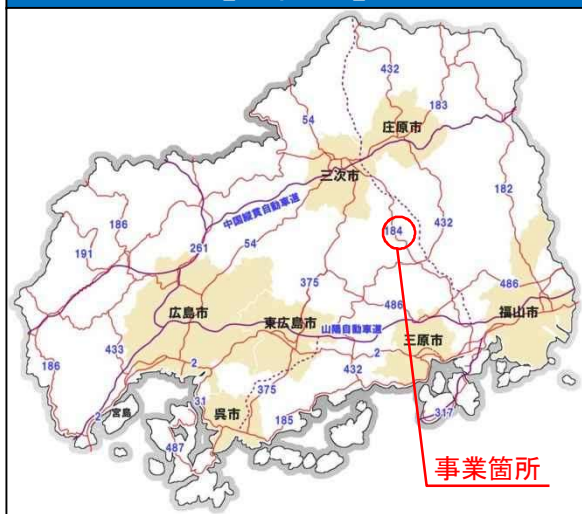 432
54
183
庄原市
三次市
182
中国縦貫自動車道
186
184
432
191
261
54
375
486
広島市
486
東広島市
山陽自動車道
福山市
三原市
433
2
2
186
432
375
31
2
宮島
呉市
185
317
487
事業箇所